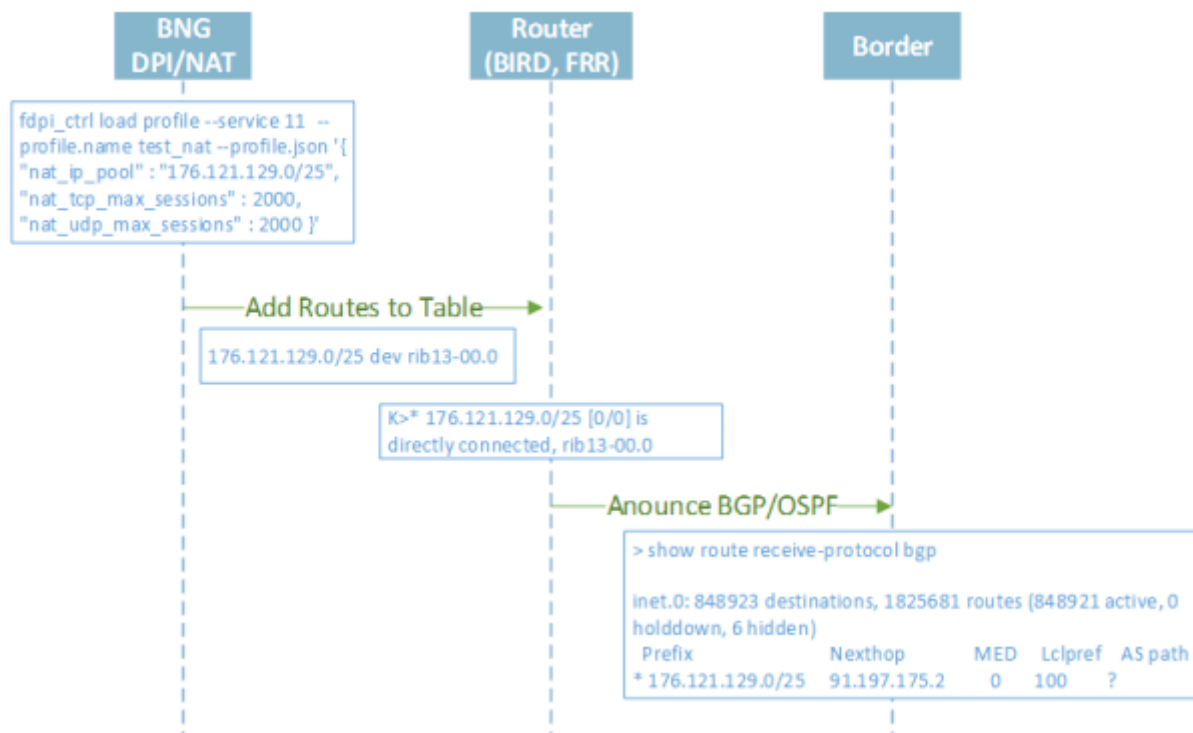 BNG
DPI/NAT
Router
(BIRD, FRR)
Border
fdpi_ctrl load profile --service 11 --
profile.name test_nat --profile.json '{
"nat_ip_pool" : "176.121.129.0/25",
"nat_tcp_max_sessions" : 2000,
"nat_udp_max_sessions" : 2000 }'
Add Routes to Table
176.121.129.0/25 dev rib13-00.0
K>* 176.121.129.0/25 [0/0] is
directly connected, rib13-00.0
Anounce BGP/OSPF
> show route receive-protocol bgp
inet.0: 848923 destinations, 1825681 routes (848921 active, 0
holddown, 6 hidden)
Prefix Nexthop MED Lclpref AS path
* 176.121.129.0/25 91.197.175.2 0 100 ?